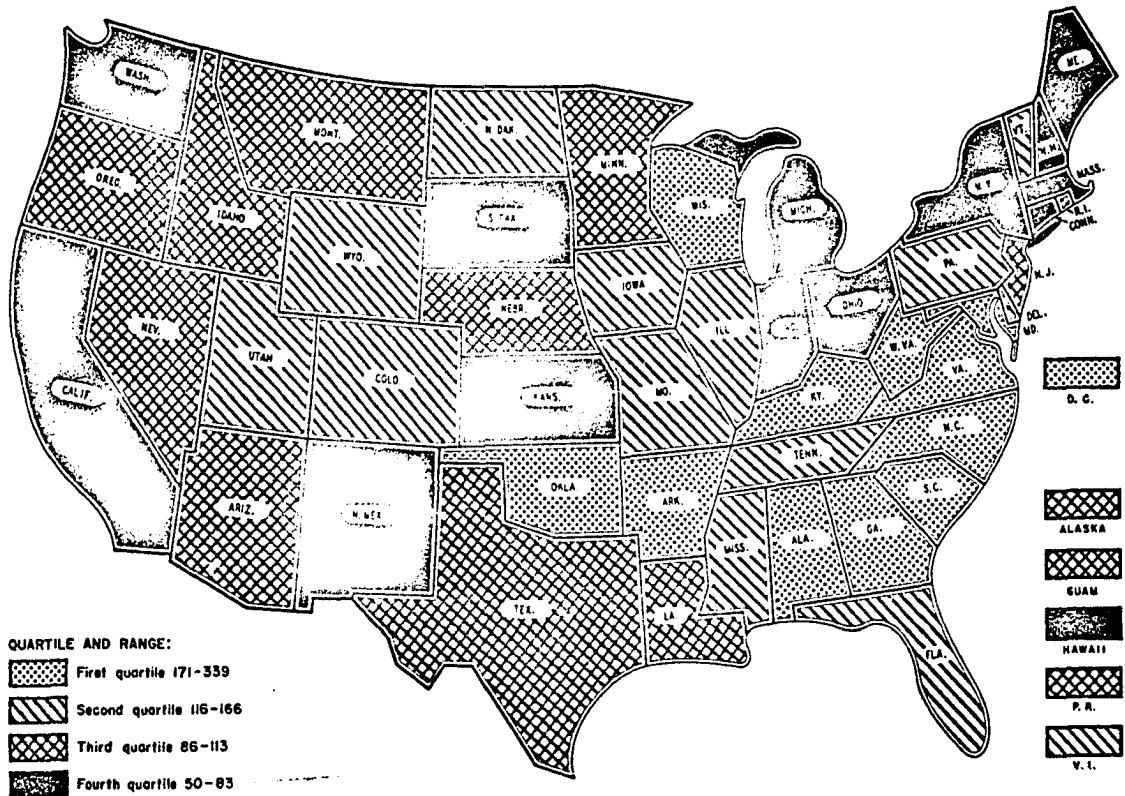 WASH.
ME.
MONT.
N DAK.
MINN.
VT.
N.H.
OREG.
MASS.
N.Y.
IDAHO
WIS.
MICH.
R.I.
CONN.
WYO.
PA.
IOWA
N.J.
NEBR.
OHIO
NEV.
ILL
DEL.
MD.
UTAH
W.VA.
COLO.
VA.
CALIF.
KANS.
MO.
KY.
D. C.
N.C.
TENN.
OKLA
ARK.
S.C.
ARIZ.
N.MEX
ALASKA
MISS.
ALA.
GA.
GUAM
TEX.
LA.
HAWAII
FLA.
P.R.
V.I.
QUARTILE AND RANGE:
First quartile 171-339
Second quartile 116-166
Third quartile 86-113
Fourth quartile 50-83